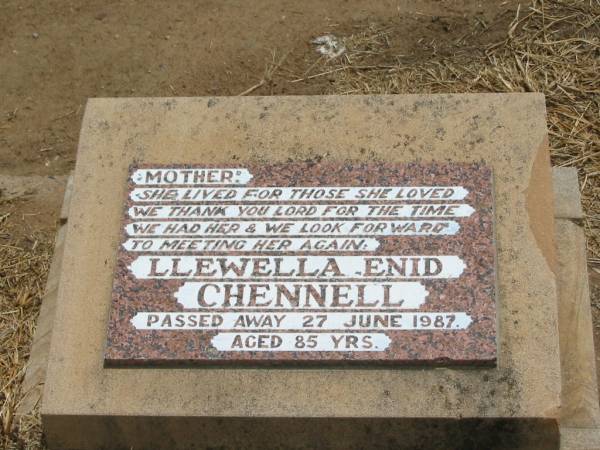 MOTHER:
SHE LIVED FOR THOSE SHE LOVED
WE THANK YOU LORD FOR THE TIME
WE HAD HER & WE LOOK FORWARD
TO MEETING HER AGAIN.
LLEWELLA ENID
CHENNELL
PASSED AWAY 27 JUNE 1987.
AGED 85 YRS.